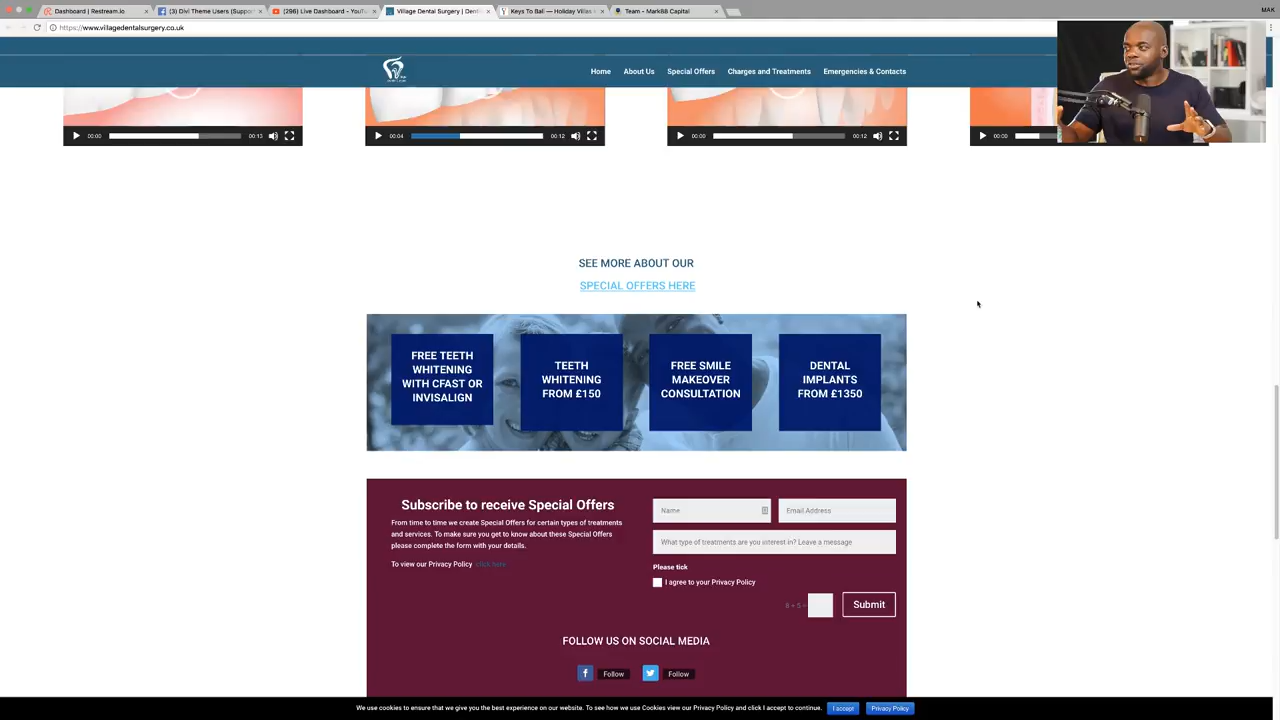 Dashboard | Restream.io
(3) Divi Theme Users (Support
(296) Live Dashboard - YouTu
Village Dental Surgery | Dent
Keys To Bali — Holiday Villas
Team - Mark88 Capital
MAK
https://www.villagedentalsurgery.co.uk
Home
About Us
Special Offers
Charges and Treatments
Emergencies & Contacts
00:00
00:13
00:04
00:12
00:00
00:12
00:00
SEE MORE ABOUT OUR
SPECIAL OFFERS HERE
FREE TEETH
WHITENING
WITH CFAST OR
INVISALIGN
TEETH
WHITENING
FROM £150
FREE SMILE
MAKEOVER
CONSULTATION
DENTAL
IMPLANTS
FROM £1350
Subscribe to receive Special Offers
From time to time we create Special Offers for certain types of treatments
and services. To make sure you get to know about these Special Offers
please complete the form with your details.
To view our Privacy Policy click here
Name
Email Address
What type of treatments are you interest in? Leave a message
Please tick
I agree to your Privacy Policy
Submit
FOLLOW US ON SOCIAL MEDIA
Follow
Follow
We use cookies to ensure that we give you the best experience on our website. To see how we use Cookies view our Privacy Policy and click I accept to continue.
I accept
Privacy Policy